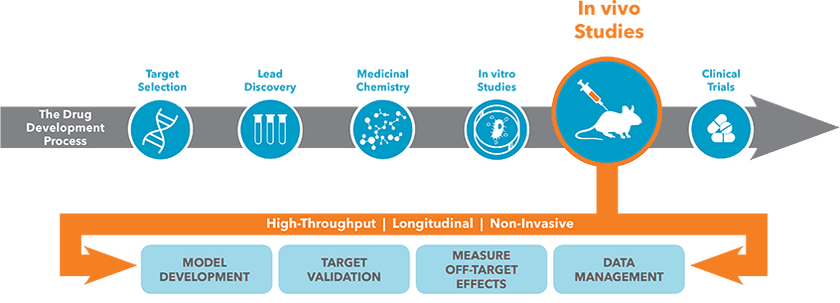 In vivo
Studies
Target
Selection
Lead
Discovery
Medicinal
Chemistry
In vitro
Studies
Clinical
Trials
The Drug
Development
Process
High-Throughput | Longitudinal | Non-Invasive
MODEL
DEVELOPMENT
TARGET
VALIDATION
MEASURE
OFF-TARGET
EFFECTS
DATA
MANAGEMENT